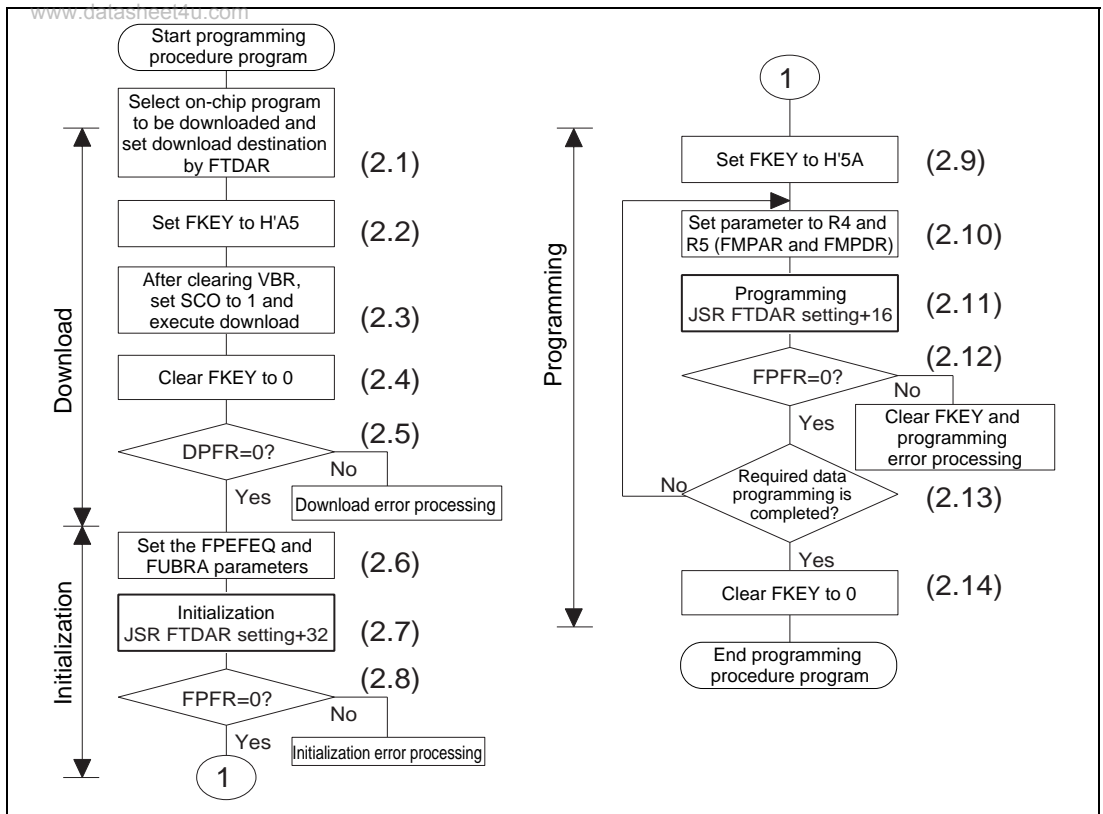 www.datasheet4u.com
Start programming
procedure program
Select on-chip program
to be downloaded and
set download destination
by FTDAR
(2.1)
Set FKEY to H'A5
(2.2)
After clearing VBR,
set SCO to 1 and
execute download
(2.3)
Clear FKEY to 0
(2.4)
DPFR=0?
(2.5)
No
Yes
Download error processing
Download
Set the FPEFEQ and
FUBRA parameters
(2.6)
Initialization
JSR FTDAR setting+32
(2.7)
FPFR=0?
(2.8)
No
Yes
Initialization error processing
Initialization
1
1
Set FKEY to H'5A
(2.9)
Set parameter to R4 and
R5 (FMPAR and FMPDR)
(2.10)
Programming
JSR FTDAR setting+16
(2.11)
FPFR=0?
(2.12)
No
Yes
Clear FKEY and
programming
error processing
Required data
programming is
completed?
(2.13)
No
Yes
Clear FKEY to 0
(2.14)
Programming
End programming
procedure program